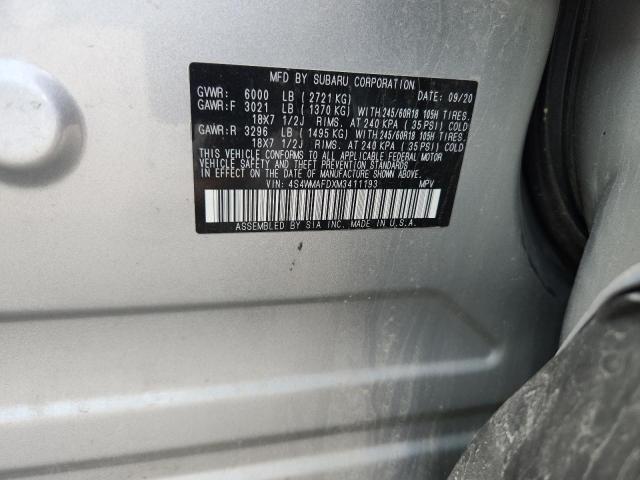 MFD BY SUBARU CORPORATION
GVWR: 6000 LB (2721 KG) DATE: 09/20
GAWR:F 3021 LB (1370 KG) WITH 245/60R18 105H TIRES.
18X7 1/2J RIMS. AT 240 KPA (35 PSI) COLD
GAWR:R 3296 LB (1495 KG) WITH 245/60R18 105H TIRES.
18X7 1/2J RIMS. AT 240 KPA (35 PSI) COLD
THIS VEHICLE CONFORMS TO ALL APPLICABLE FEDERAL MOTOR
VEHICLE SAFETY AND THEFT PREVENTION STANDARDS
IN EFFECT ON THE DATE OF MANUFACTURE SHOWN ABOVE
VIN: 4S4WMAFDXM3411193 MPV
ASSEMBLED BY SIA INC. MADE IN U.S.A.